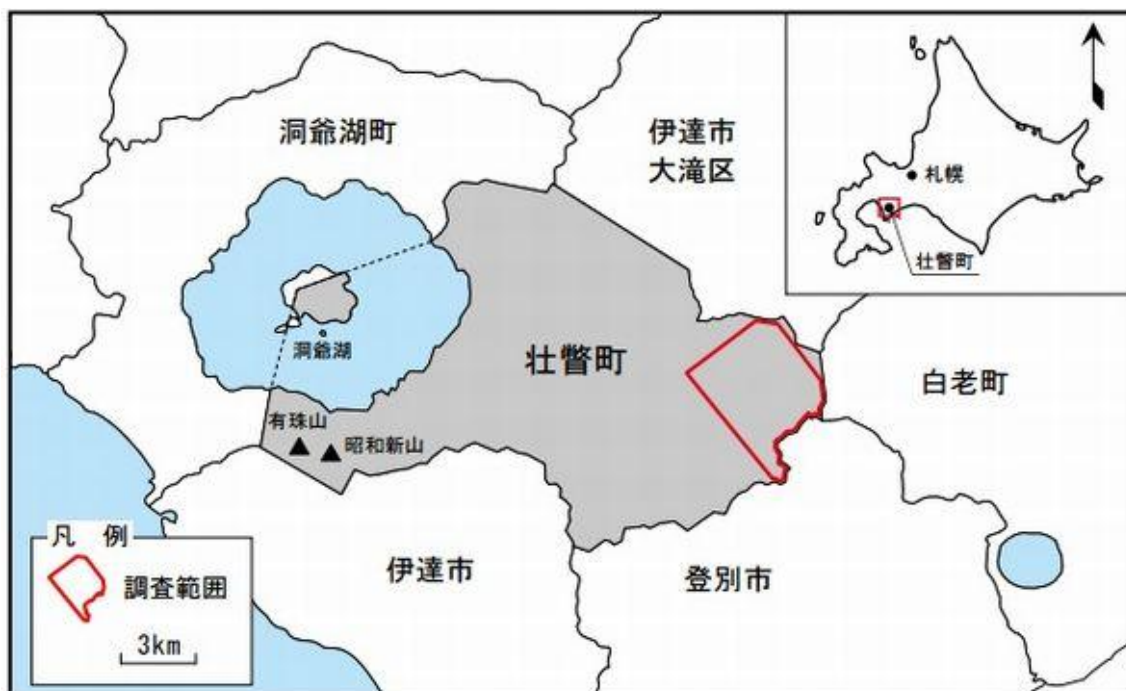 洞爺湖町
伊達市
大滝区
札幌
壮瞥町
洞爺湖
壮瞥町
白老町
有珠山
昭和新山
凡 例
調査範囲
3km
伊達市
登別市